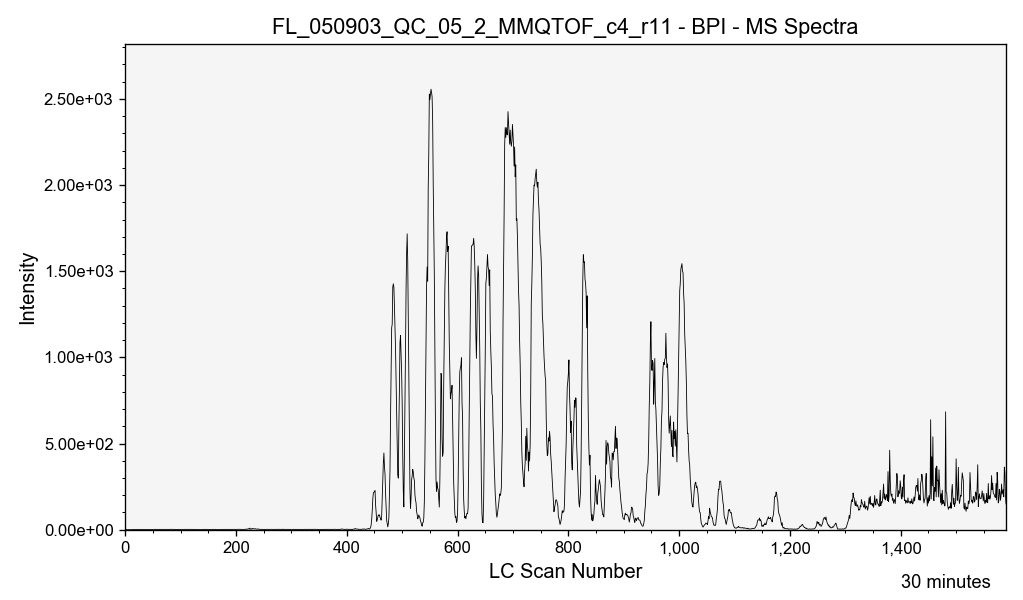 FL_050903_QC_05_2_MMQTOF_c4_r11 - BPI - MS Spectra
Intensity
2.50e+03
2.00e+03
1.50e+03
1.00e+03
5.00e+02
0.00e+00
0 200 400 600 800 1,000 1,200 1,400
LC Scan Number
30 minutes